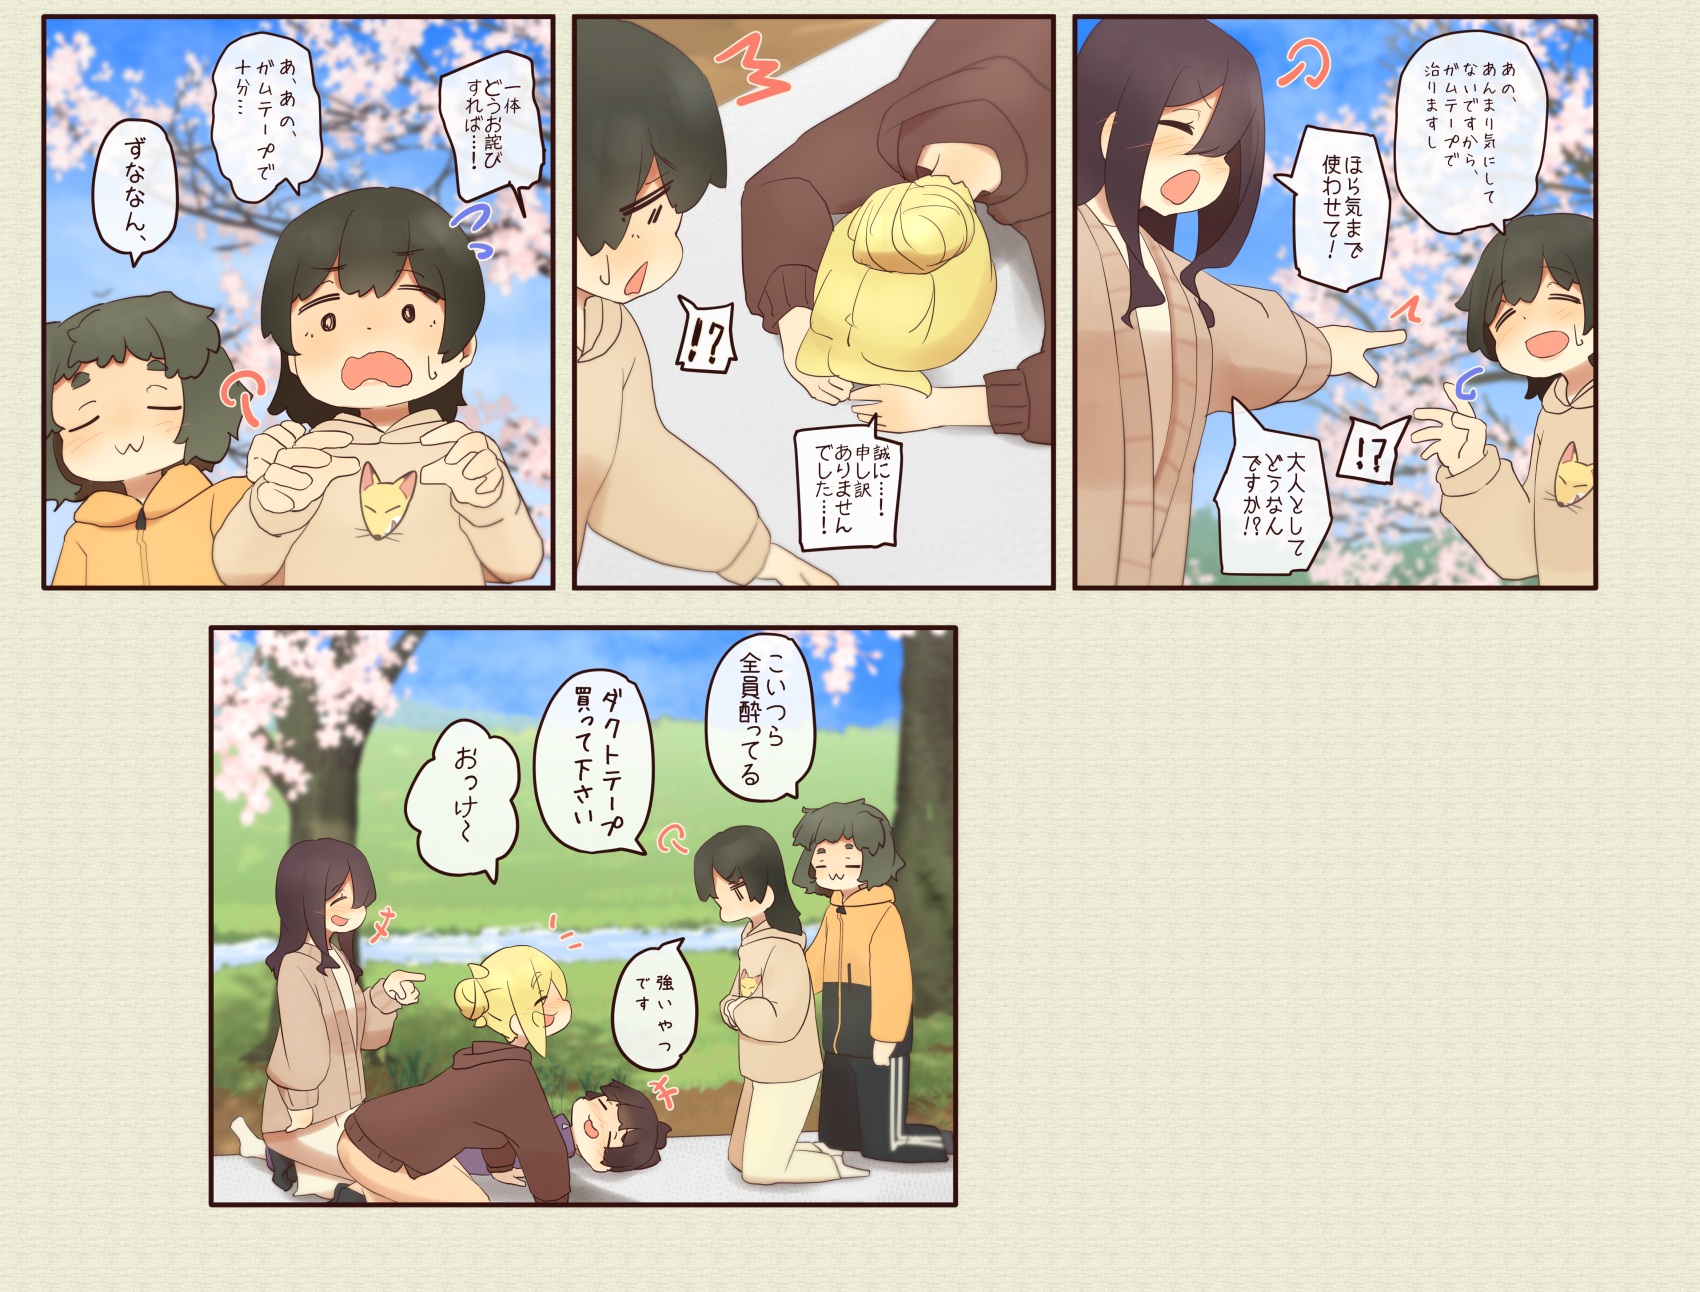 あの、
あんまり気にして
ないですから、
ガムテープで
治りますし
ほら気まで
使わせて！
大人として
どうなん
ですか!?
!?
!?
誠に…！
申し訳
ありません
でした…！
一体
どうお詫び
すれば…！
あ、あの、
ガムテープで
十分…
ずななん、
こいつら
全員酔ってる
ダクトテープ
買って下さい
強いやつ
です
おっけ～